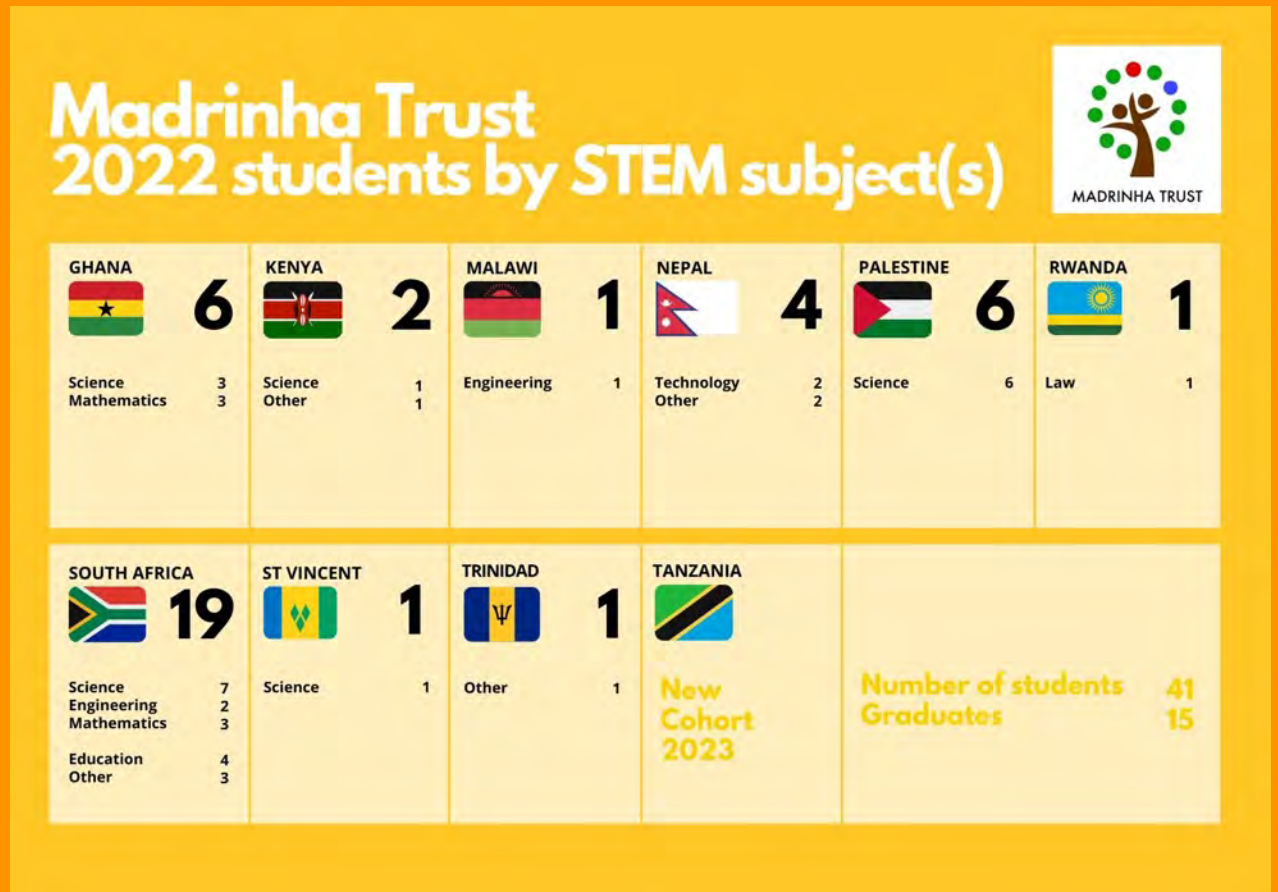 Madrinha Trust
2022 students by STEM subject(s)
MADRINHA TRUST
GHANA
6
Science 3
Mathematics 3
KENYA
2
Science 1
Other 1
MALAWI
1
Engineering 1
NEPAL
4
Technology 2
Other 2
PALESTINE
6
Science 6
RWANDA
1
Law 1
SOUTH AFRICA
19
Science 7
Engineering 2
Mathematics 3
Education 4
Other 3
ST VINCENT
1
Science 1
TRINIDAD
1
Other 1
TANZANIA
New
Cohort
2023
Number of students 41
Graduates 15